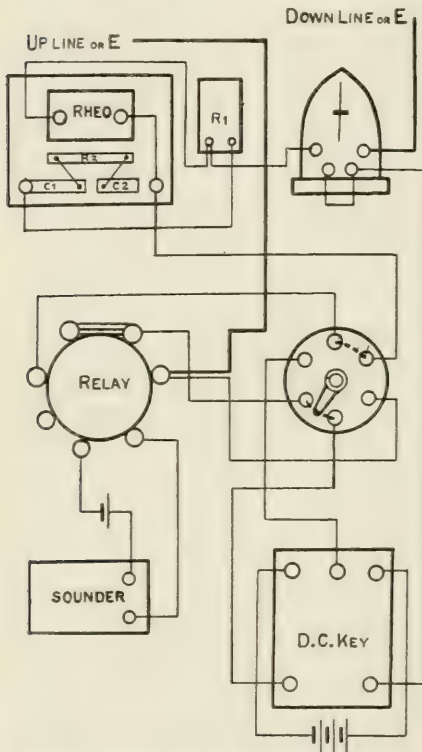 UP LINE OR E
DOWN LINE OR E
RHEO
R1
R2
C1
C2
RELAY
SOUNDER
D.C. KEY